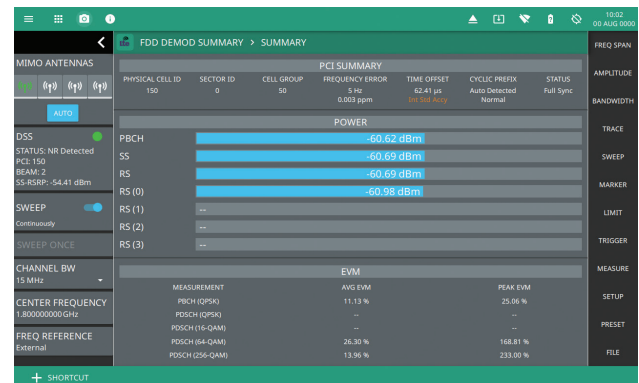 10:02
00 AUG 0000
FDD DEMOD SUMMARY > SUMMARY
MIMO ANTENNAS
AUTO
DSS
STATUS: NR Detected
PCI: 150
BEAM: 2
SS-RSRP: -54.41 dBm
SWEEP
Continuously
SWEEP ONCE
CHANNEL BW
15 MHz
CENTER FREQUENCY
1.800000000 GHz
FREQ REFERENCE
External
PCI SUMMARY
PHYSICAL CELL ID SECTOR ID CELL GROUP FREQUENCY ERROR TIME OFFSET CYCLIC PREFIX STATUS
150 0 50 5 Hz 62.41 µs Auto Detected Full Sync
0.003 ppm Int Std Accy Normal
POWER
PBCH -60.62 dBm
SS -60.69 dBm
RS -60.69 dBm
RS (0) -60.98 dBm
RS (1) --
RS (2) --
RS (3) --
EVM
MEASUREMENT AVG EVM PEAK EVM
PBCH (QPSK) 11.13 % 25.06 %
PDSCH (QPSK) -- --
PDSCH (16-QAM) -- --
PDSCH (64-QAM) 26.30 % 168.81 %
PDSCH (256-QAM) 13.96 % 233.00 %
FREQ SPAN
AMPLITUDE
BANDWIDTH
TRACE
SWEEP
MARKER
LIMIT
TRIGGER
MEASURE
SETUP
PRESET
FILE
+ SHORTCUT